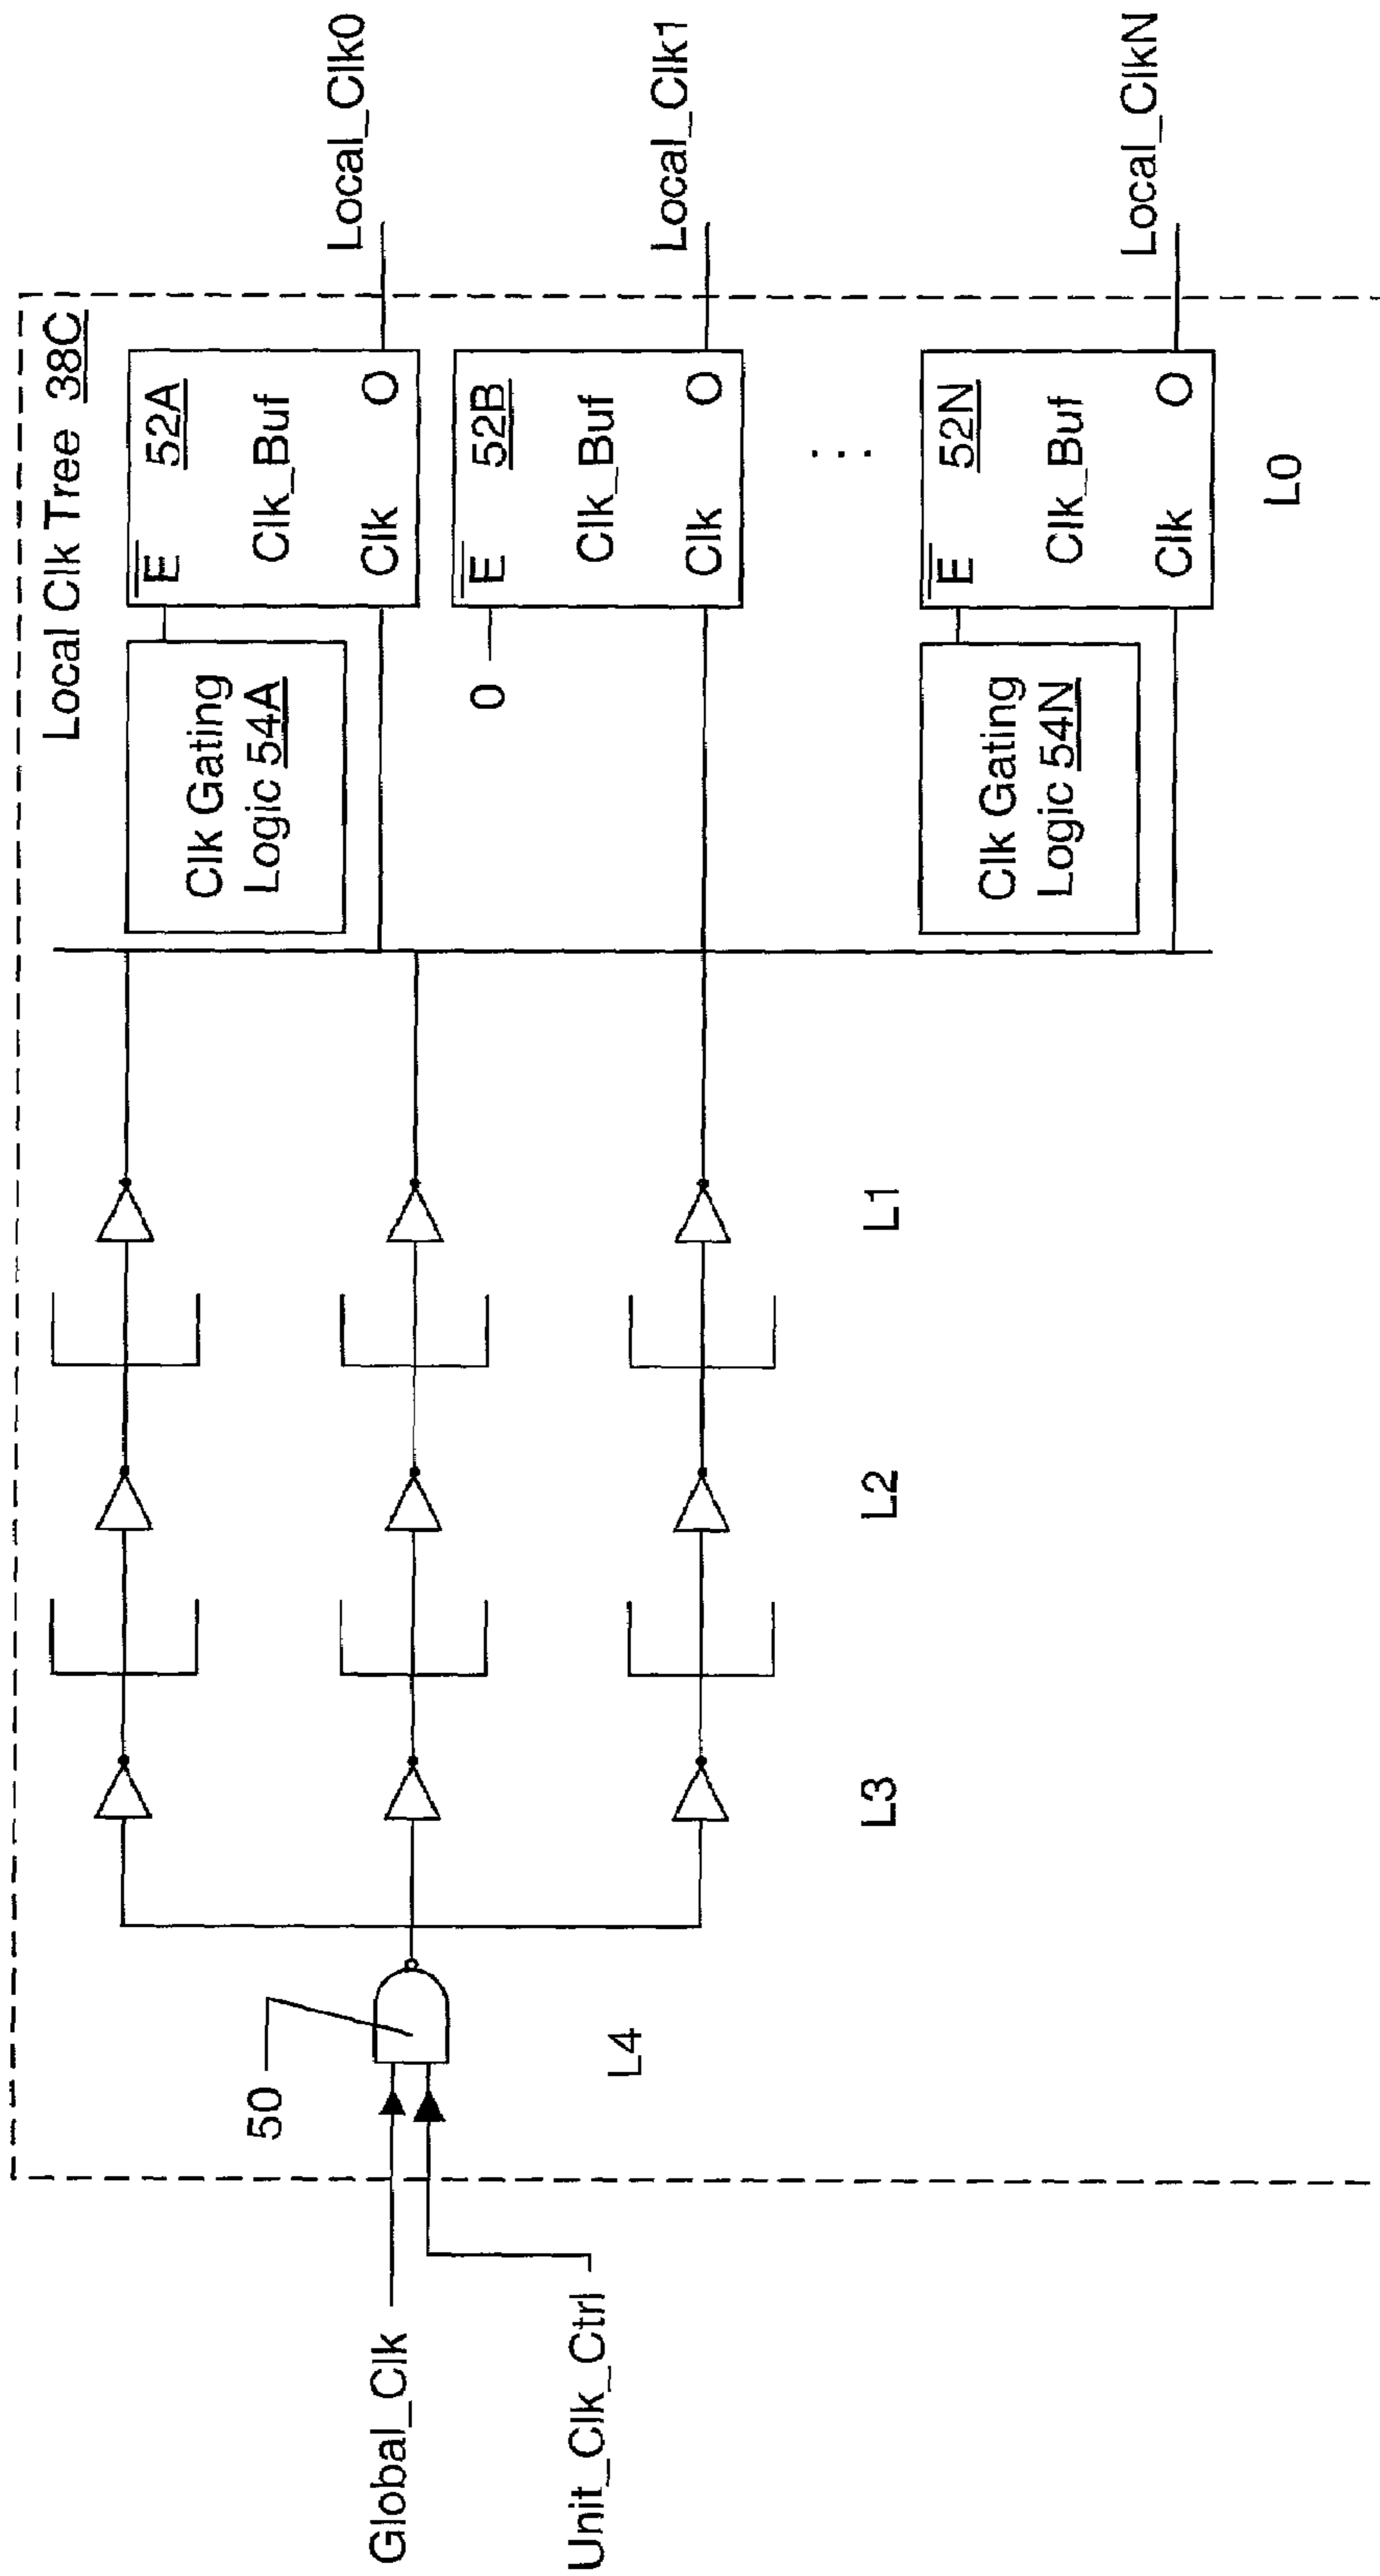 Local Clk Tree 38C
Global_Clk
Unit_Clk_Ctrl
50
L4
L3
L2
L1
Clk Gating
Logic 54A
E
52A
Clk_Buf
Clk
O
Local_Clk0
0
E
52B
Clk_Buf
Clk
O
Local_Clk1
...
Clk Gating
Logic 54N
E
52N
Clk_Buf
Clk
O
Local_ClkN
L0